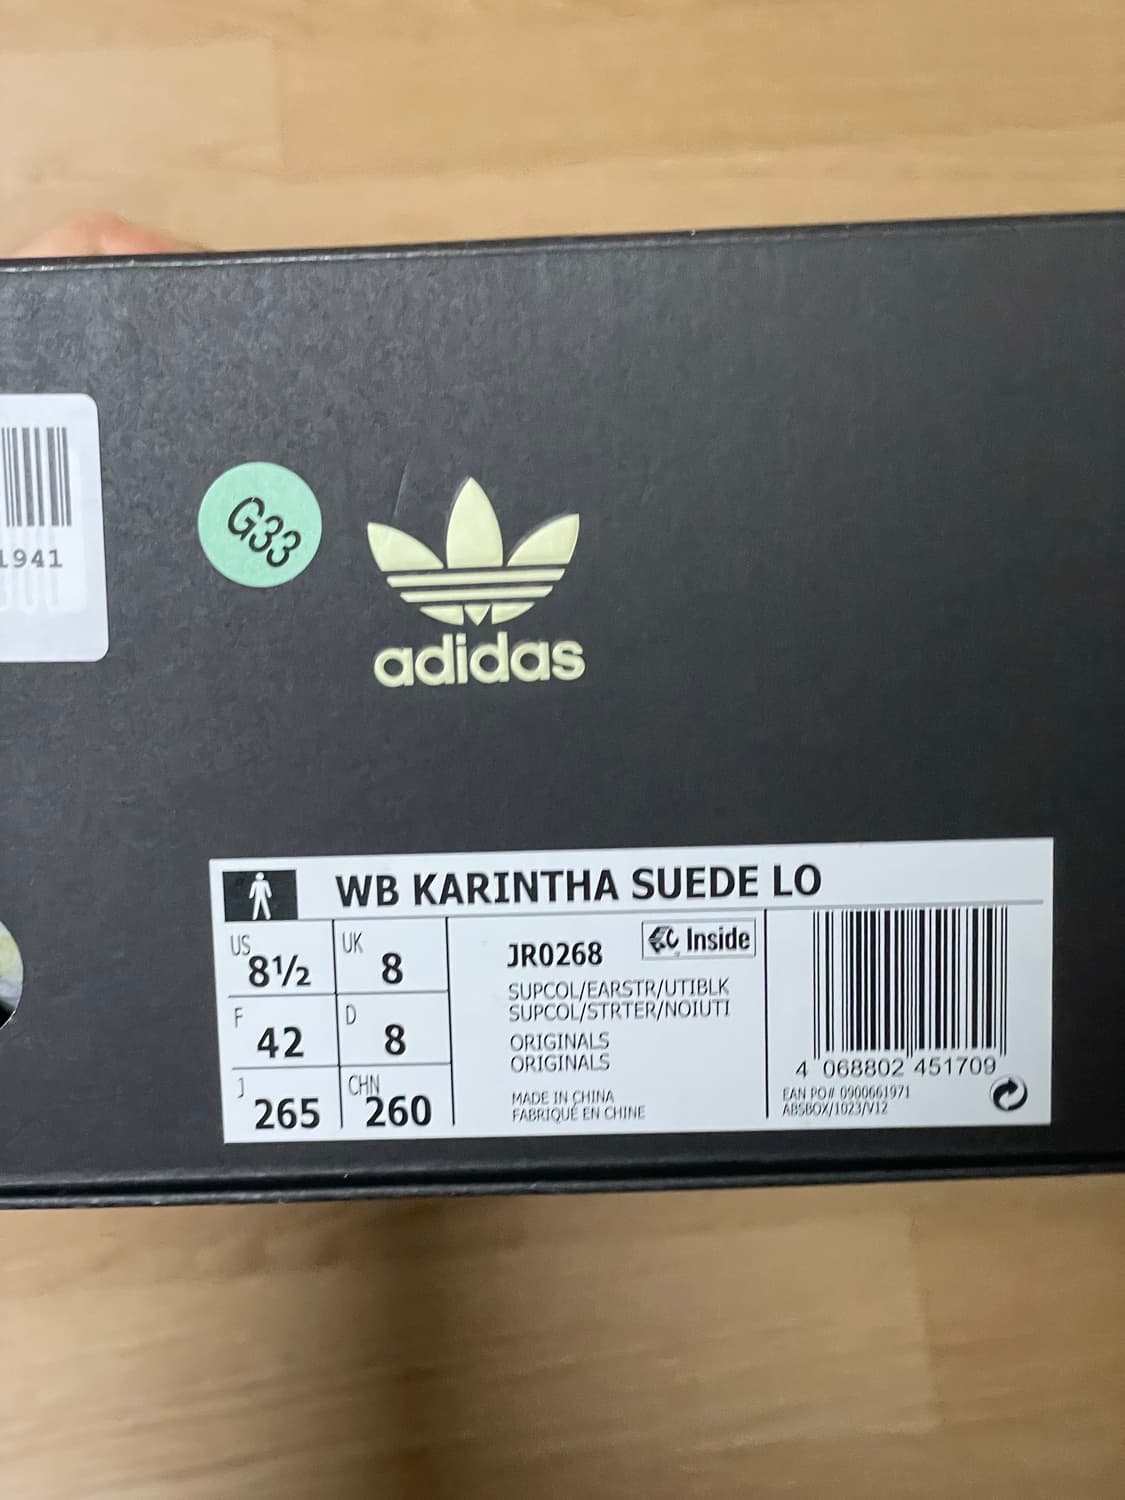 1941
G33
adidas
WB KARINTHA SUEDE LO
US 8½
UK 8
F 42
D 8
J 265
CHN 260
JR0268
Inside
SUPCOL/EARSTR/UTIBLK
SUPCOL/STRTER/NOIUTI
ORIGINALS
ORIGINALS
MADE IN CHINA
FABRIQUÉ EN CHINE
4 068802 451709
EAN PO# 0900661971
ABSBOX/1023/V12